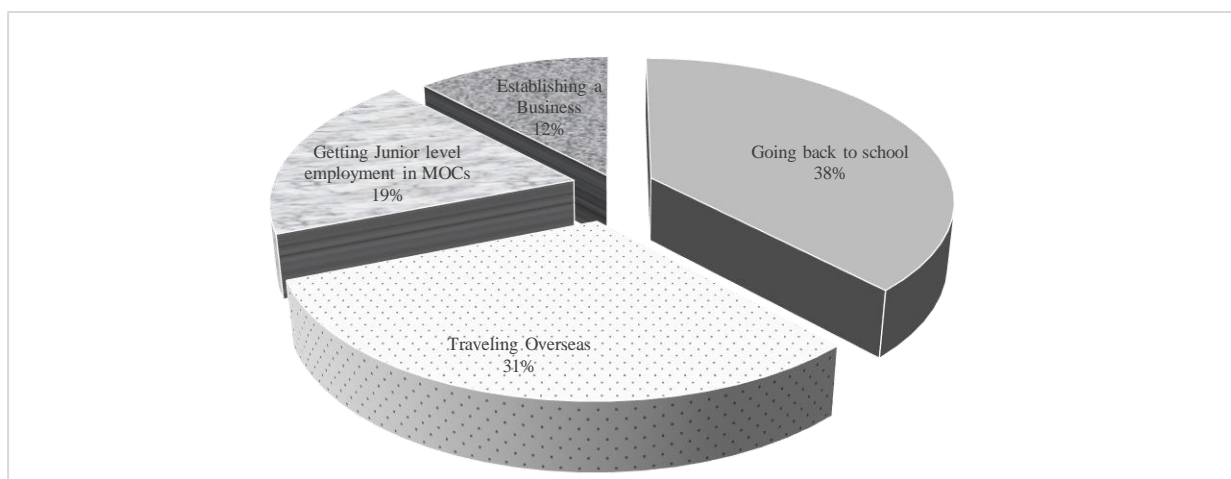 Establishing a
Business
12%
Going back to school
38%
Getting Junior level
employment in MOCs
19%
Traveling Overseas
31%